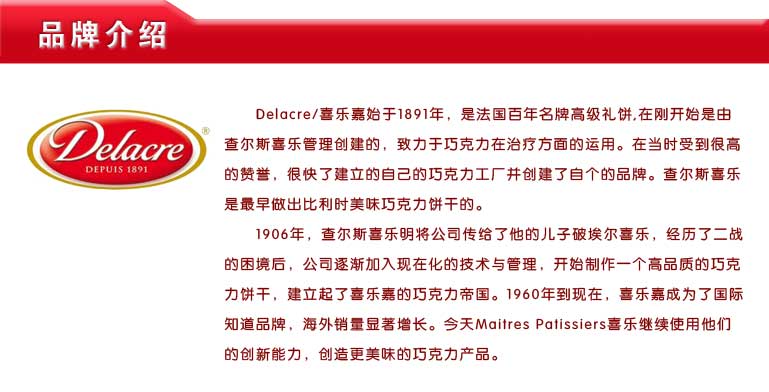 品牌介绍
Delacre/喜乐嘉始于1891年，是法国百年名牌高级礼饼,在刚开始是由
查尔斯喜乐管理创建的，致力于巧克力在治疗方面的运用。在当时受到很高
的赞誉，很快了建立的自己的巧克力工厂并创建了自个的品牌。查尔斯喜乐
是最早做出比利时美味巧克力饼干的。
Delacre®
DEPUIS 1891
1906年，查尔斯喜乐明将公司传给了他的儿子破埃尔喜乐，经历了二战
的困境后，公司逐渐加入现在化的技术与管理，开始制作一个高品质的巧克
力饼干，建立起了喜乐嘉的巧克力帝国。1960年到现在，喜乐嘉成为了国际
知道品牌，海外销量显著增长。今天Maitres Patissiers喜乐继续使用他们
的创新能力，创造更美味的巧克力产品。